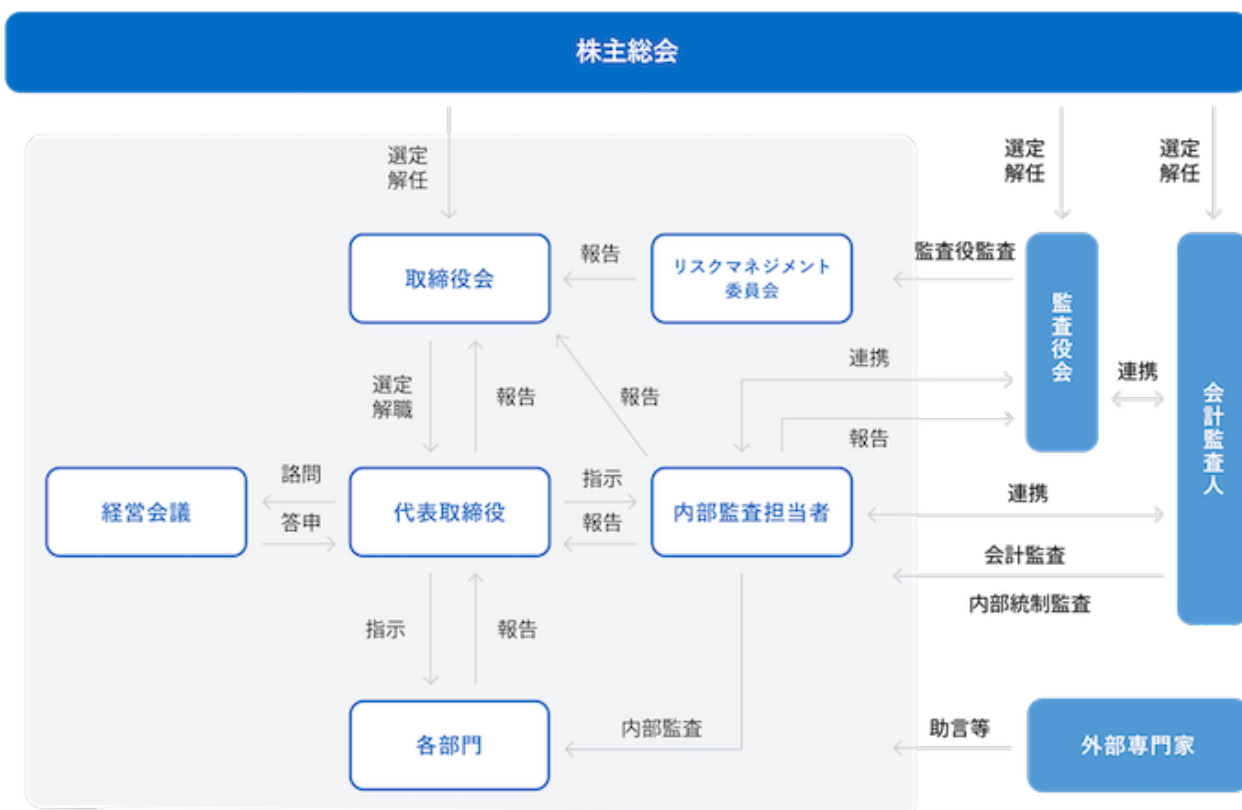 株主総会
選定
解任
選定
解任
選定
解任
取締役会
報告
リスクマネジメント
委員会
監査役監査
監査役会
会計監査人
連携
連携
選定
解職
報告
報告
報告
経営会議
諮問
答申
代表取締役
指示
報告
内部監査担当者
連携
会計監査
内部統制監査
指示
報告
各部門
内部監査
助言等
外部専門家